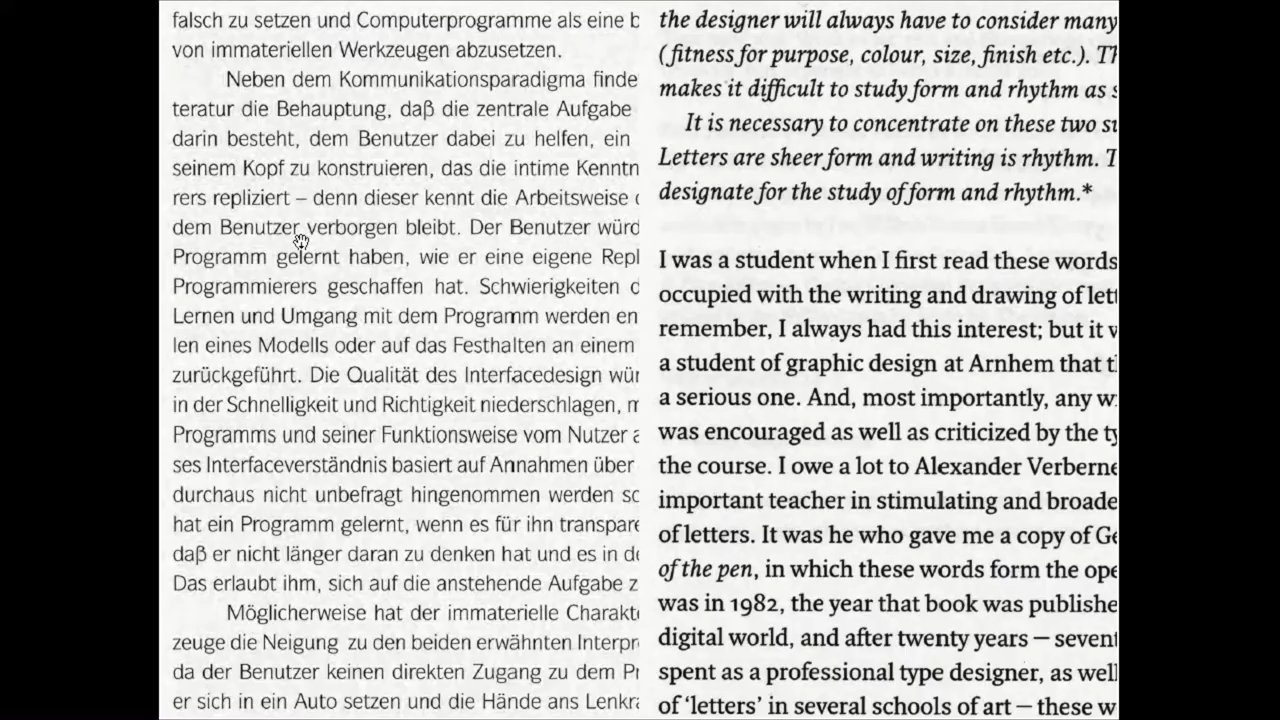 falsch zu setzen und Computerprogramme als eine
von immateriellen Werkzeugen abzusetzen.
Neben dem Kommunikationsparadigma finde
teratur die Behauptung, daß die zentrale Aufgabe
darin besteht, dem Benutzer dabei zu helfen, ein
seinem Kopf zu konstruieren, das die intime Kenntn
rers repliziert – denn dieser kennt die Arbeitsweise
dem Benutzer verborgen bleibt. Der Benutzer würd
Programm gelernt haben, wie er eine eigene Repl
Programmierers geschaffen hat. Schwierigkeiten
Lernen und Umgang mit dem Programm werden en
len eines Modells oder auf das Festhalten an einem
zurückgeführt. Die Qualität des Interfacedesign wür
in der Schnelligkeit und Richtigkeit niederschlagen,
Programms und seiner Funktionsweise vom Nutzer
ses Interfaceverständnis basiert auf Annahmen über
durchaus nicht unbefragt hingenommen werden so
hat ein Programm gelernt, wenn es für ihn transpare
daß er nicht länger daran zu denken hat und es in de
Das erlaubt ihm, sich auf die anstehende Aufgabe z
Möglicherweise hat der immaterielle Charakte
zeuge die Neigung zu den beiden erwähnten Interpre
da der Benutzer keinen direkten Zugang zu dem Pr
er sich in ein Auto setzen und die Hände ans Lenkra
the designer will always have to consider many
(fitness for purpose, colour, size, finish etc.). Th
makes it difficult to study form and rhythm as s
It is necessary to concentrate on these two su
Letters are sheer form and writing is rhythm. T
designate for the study of form and rhythm.*
I was a student when I first read these words
occupied with the writing and drawing of lett
remember, I always had this interest; but it w
a student of graphic design at Arnhem that t
a serious one. And, most importantly, any w
was encouraged as well as criticized by the ty
the course. I owe a lot to Alexander Verberne
important teacher in stimulating and broade
of letters. It was he who gave me a copy of Ge
of the pen, in which these words form the ope
was in 1982, the year that book was publishe
digital world, and after twenty years – sevent
spent as a professional type designer, as well
of ‘letters’ in several schools of art – these w